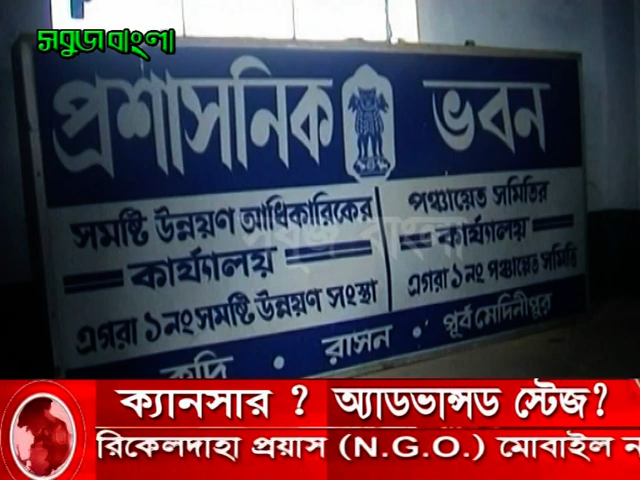 সবুজ বাংলা
প্রশাসনিক ভবন
সমষ্টি উন্নয়ণ আধিকারিকের
কার্যালয়
এগরা ১নং সমষ্টি উন্নয়ণ সংস্থা
পঞ্চায়েত সমিতির
কার্যালয়
এগরা ১নং পঞ্চায়েত সমিতি
সবুজ বাংলা
কুদি • রাসন • পূর্ব মেদিনীপুর
ক্যানসার ? অ্যাডভান্সড স্টেজ?
রিকেলদাহা প্রয়াস (N.G.O.) মোবাইল ন